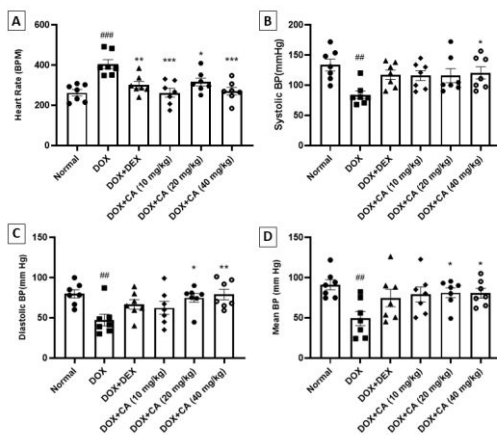 A
Heart Rate (BPM)
600
400
200
0
###
**
***
*
***
Normal
DOX
DOX+DEX
DOX+CA (10 mg/kg)
DOX+CA (20 mg/kg)
DOX+CA (40 mg/kg)
B
Systolic BP(mmHg)
200
150
100
50
0
##
*
Normal
DOX
DOX+DEX
DOX+CA (10 mg/kg)
DOX+CA (20 mg/kg)
DOX+CA (40 mg/kg)
C
Diastolic BP(mm Hg)
150
100
50
0
##
*
**
Normal
DOX
DOX+DEX
DOX+CA (10 mg/kg)
DOX+CA (20 mg/kg)
DOX+CA (40 mg/kg)
D
Mean BP (mm Hg)
150
100
50
0
##
*
*
Normal
DOX
DOX+DEX
DOX+CA (10 mg/kg)
DOX+CA (20 mg/kg)
DOX+CA (40 mg/kg)